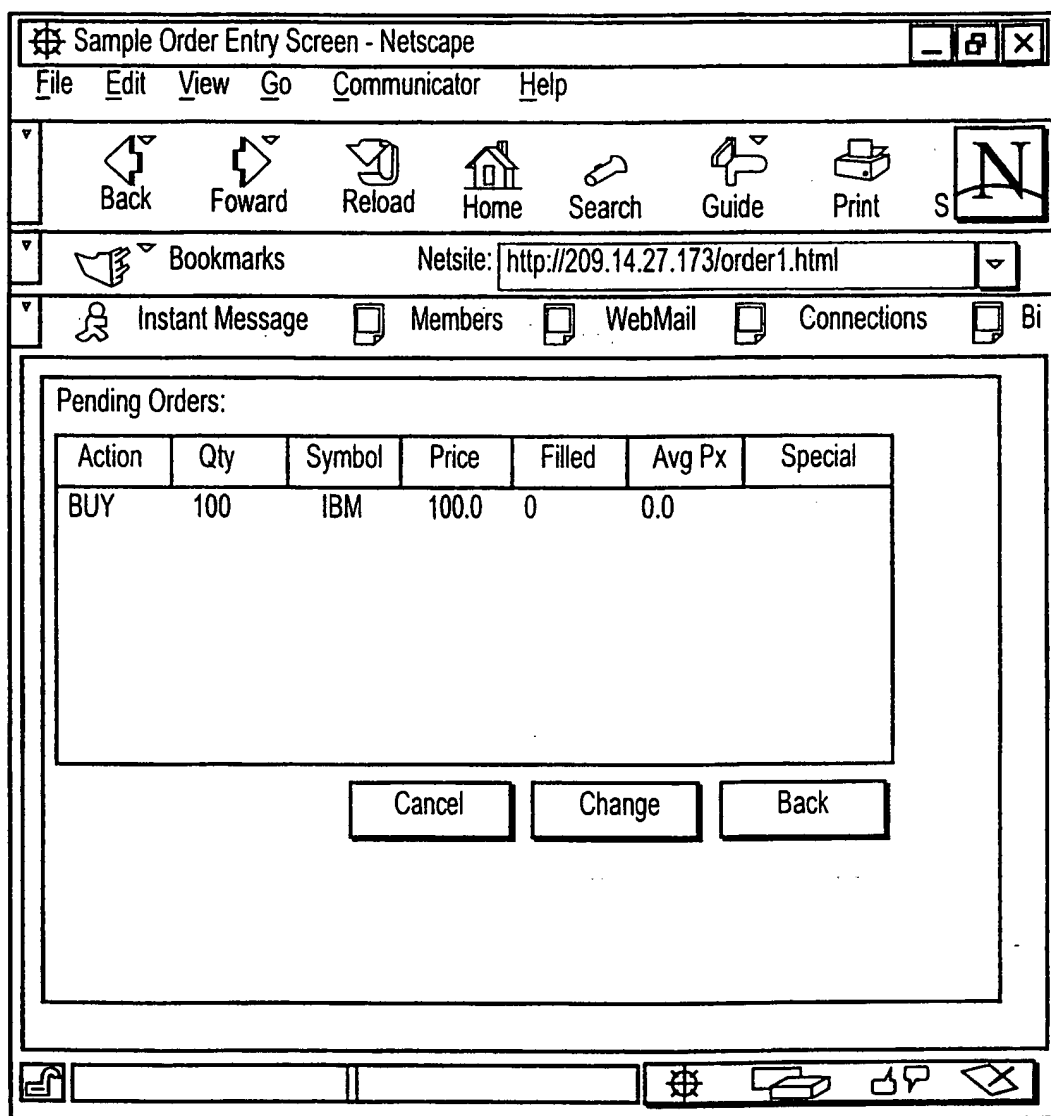 Sample Order Entry Screen - Netscape
File Edit View Go Communicator Help
Back Foward Reload Home Search Guide Print S N
Bookmarks Netsite: http://209.14.27.173/order1.html
Instant Message Members WebMail Connections Bi
Pending Orders:
Action Qty Symbol Price Filled Avg Px Special
BUY 100 IBM 100.0 0 0.0
Cancel Change Back